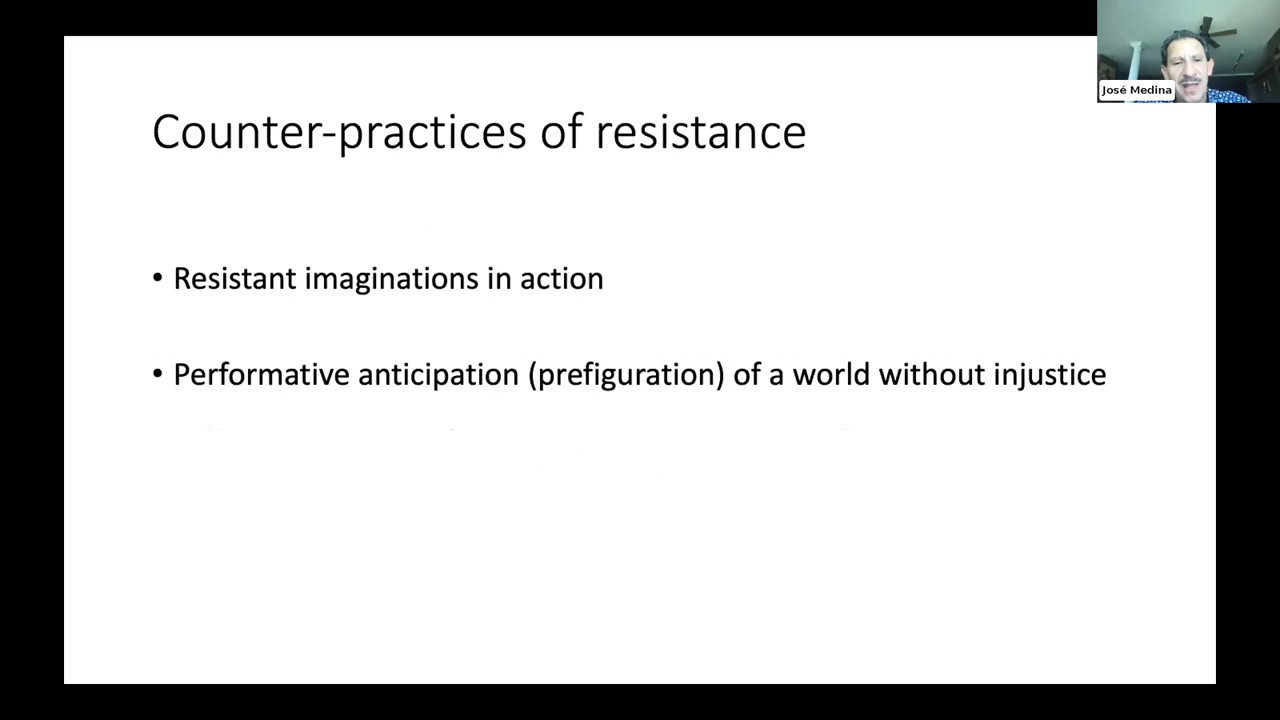 José Medina
Counter-practices of resistance
• Resistant imaginations in action
• Performative anticipation (prefiguration) of a world without injustice